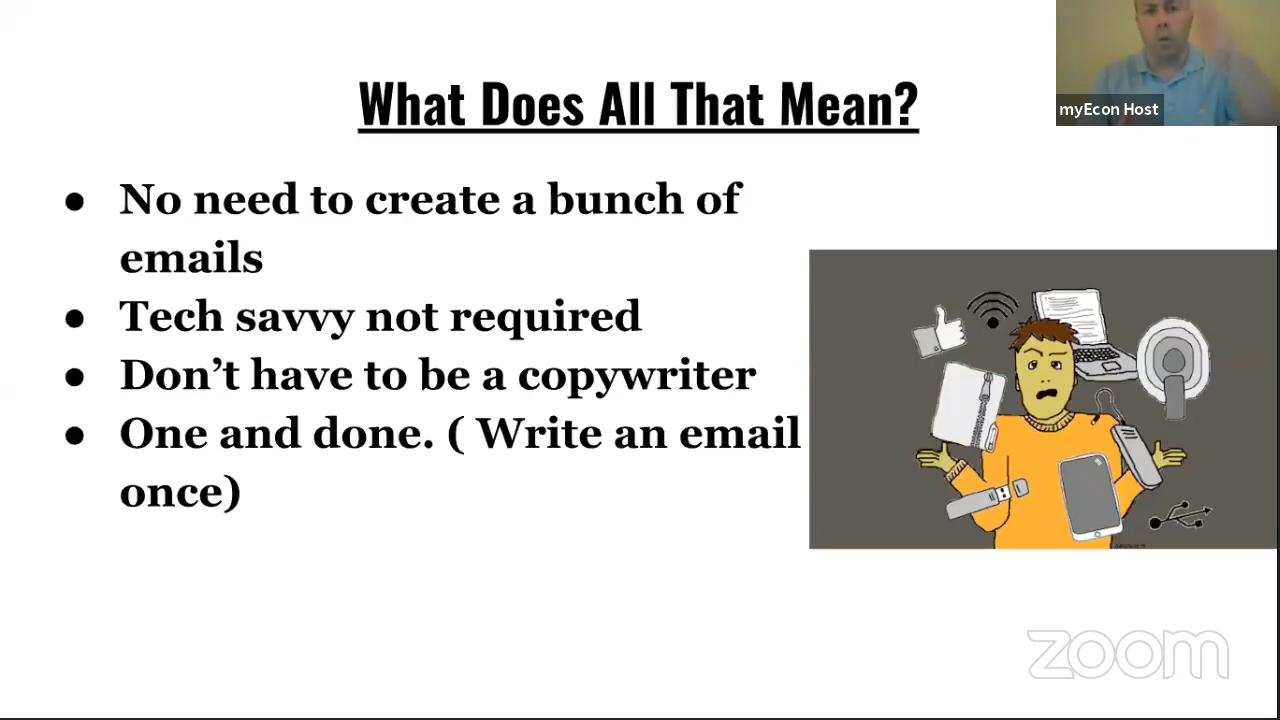 myEcon Host
What Does All That Mean?
● No need to create a bunch of
emails
● Tech savvy not required
● Don’t have to be a copywriter
● One and done. ( Write an email
once)
zoom